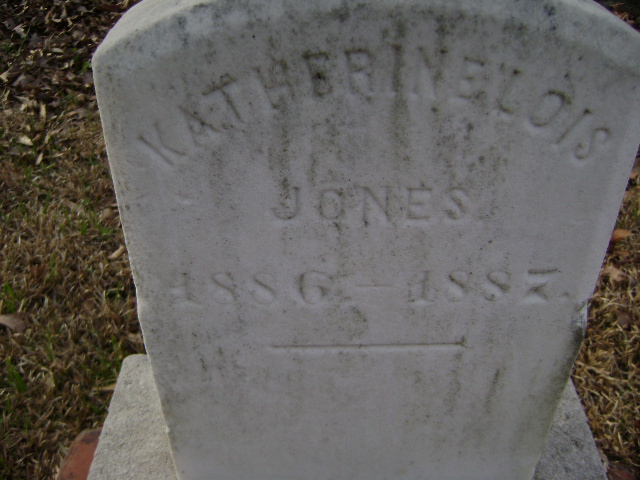 KATHERINE LOIS
JONES
1886.–1887.